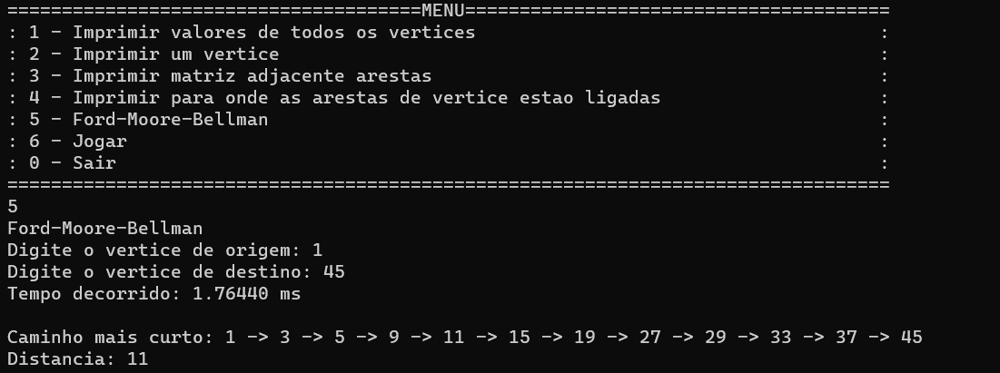 ======================================MENU=======================================
: 1 - Imprimir valores de todos os vertices                                     :
: 2 - Imprimir um vertice                                                       :
: 3 - Imprimir matriz adjacente arestas                                         :
: 4 - Imprimir para onde as arestas de vertice estao ligadas                    :
: 5 - Ford-Moore-Bellman                                                        :
: 6 - Jogar                                                                     :
: 0 - Sair                                                                      :
=================================================================================
5
Ford-Moore-Bellman
Digite o vertice de origem: 1
Digite o vertice de destino: 45
Tempo decorrido: 1.76440 ms

Caminho mais curto: 1 -> 3 -> 5 -> 9 -> 11 -> 15 -> 19 -> 27 -> 29 -> 33 -> 37 -> 45
Distancia: 11